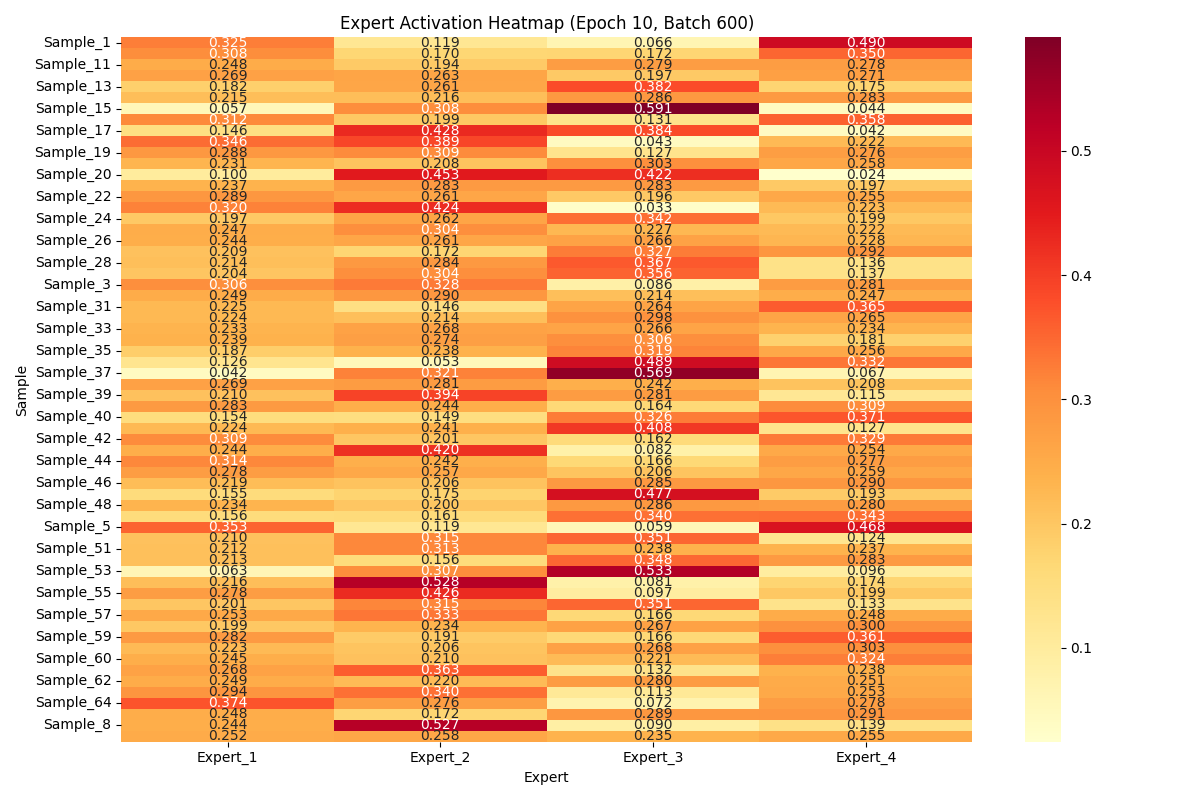 Expert Activation Heatmap (Epoch 10, Batch 600)
Sample_1 0.325 0.119 0.066 0.490
0.308 0.170 0.172 0.350
Sample_11 0.248 0.194 0.279 0.278
0.269 0.263 0.197 0.271
Sample_13 0.182 0.261 0.382 0.175
0.215 0.216 0.286 0.283
Sample_15 0.057 0.308 0.591 0.044
0.312 0.199 0.131 0.358
Sample_17 0.146 0.428 0.384 0.042
0.346 0.389 0.043 0.222
Sample_19 0.288 0.309 0.127 0.276
0.231 0.208 0.303 0.258
Sample_20 0.100 0.453 0.422 0.024
0.237 0.283 0.283 0.197
Sample_22 0.289 0.261 0.196 0.255
0.320 0.424 0.033 0.223
Sample_24 0.197 0.262 0.342 0.199
0.247 0.304 0.227 0.222
Sample_26 0.244 0.261 0.266 0.228
0.209 0.172 0.327 0.292
Sample_28 0.214 0.284 0.367 0.136
0.204 0.304 0.356 0.137
Sample_3 0.306 0.328 0.086 0.281
0.249 0.290 0.214 0.247
Sample_31 0.225 0.146 0.264 0.365
0.224 0.214 0.298 0.265
Sample_33 0.233 0.268 0.266 0.234
0.239 0.274 0.306 0.181
Sample_35 0.187 0.238 0.319 0.256
0.126 0.053 0.489 0.332
Sample_37 0.042 0.321 0.569 0.067
0.269 0.281 0.242 0.208
Sample_39 0.210 0.394 0.281 0.115
0.283 0.244 0.164 0.309
Sample_40 0.154 0.149 0.326 0.371
0.224 0.241 0.408 0.127
Sample_42 0.309 0.201 0.162 0.329
0.244 0.420 0.082 0.254
Sample_44 0.314 0.242 0.166 0.277
0.278 0.257 0.206 0.259
Sample_46 0.219 0.206 0.285 0.290
0.155 0.175 0.477 0.193
Sample_48 0.234 0.200 0.286 0.280
0.156 0.161 0.340 0.343
Sample_5 0.353 0.119 0.059 0.468
0.210 0.315 0.351 0.124
Sample_51 0.212 0.313 0.238 0.237
0.213 0.156 0.348 0.283
Sample_53 0.063 0.307 0.533 0.096
0.216 0.528 0.081 0.174
Sample_55 0.278 0.426 0.097 0.199
0.201 0.315 0.351 0.133
Sample_57 0.253 0.333 0.166 0.248
0.199 0.234 0.267 0.300
Sample_59 0.282 0.191 0.166 0.361
0.223 0.206 0.268 0.303
Sample_60 0.245 0.210 0.221 0.324
0.268 0.363 0.132 0.238
Sample_62 0.249 0.220 0.280 0.251
0.294 0.340 0.113 0.253
Sample_64 0.374 0.276 0.072 0.278
0.248 0.172 0.289 0.291
Sample_8 0.244 0.527 0.090 0.139
0.252 0.258 0.235 0.255
Expert_1 Expert_2 Expert_3 Expert_4
Expert
Sample
0.5
0.4
0.3
0.2
0.1